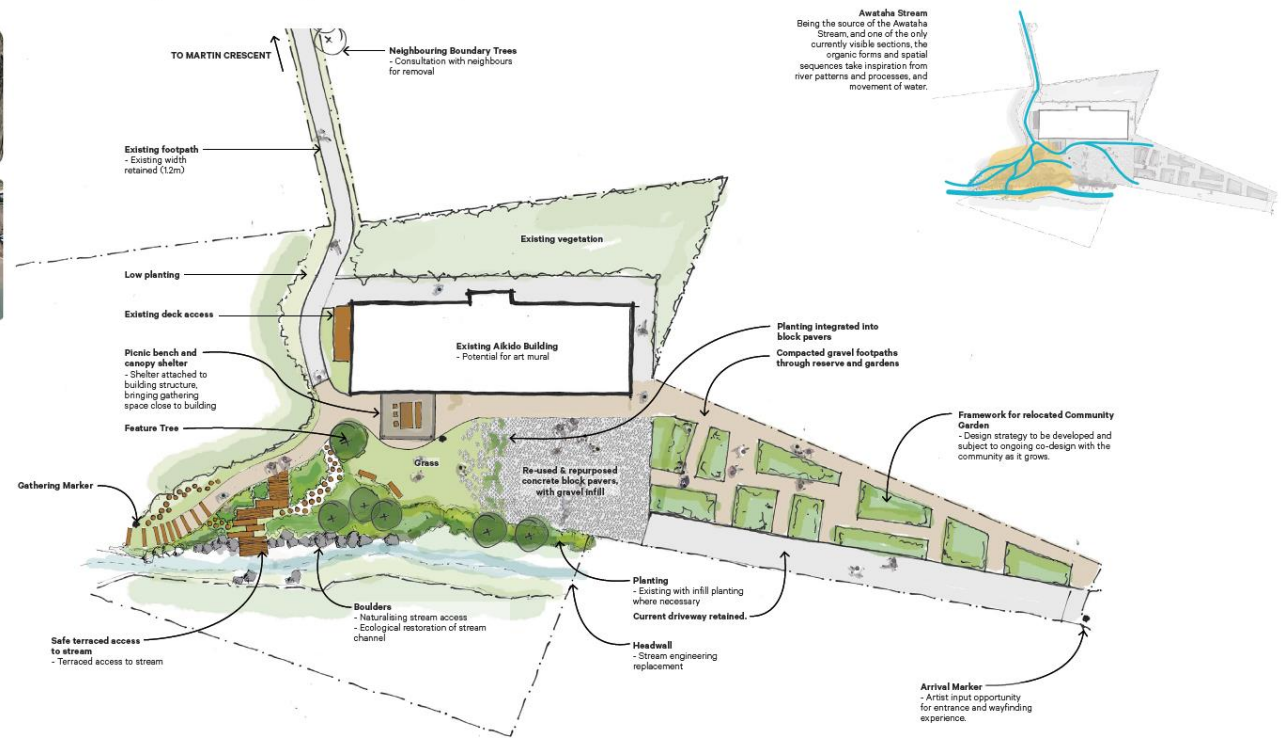 TO MARTIN CRESCENT
Neighbouring Boundary Trees
- Consultation with neighbours
for removal
Awataha Stream
Being the source of the Awataha
Stream, and one of the only
currently visible sections, the
organic forms and spatial
sequences take inspiration from
river patterns and processes, and
movement of water.
Existing footpath
- Existing width
retained (1.2m)
Existing vegetation
Low planting
Existing deck access
Existing Aikido Building
- Potential for art mural
Picnic bench and
canopy shelter
- Shelter attached to
building structure,
bringing gathering
space close to building
Feature Tree
Gathering Marker
Grass
Re-used & repurposed
concrete block pavers,
with gravel infill
Planting integrated into
block pavers
Compacted gravel footpaths
through reserve and gardens
Framework for relocated Community
Garden
- Design strategy to be developed and
subject to ongoing co-design with the
community as it grows.
Safe terraced access
to stream
- Terraced access to stream
Boulders
- Naturalising stream access
- Ecological restoration of stream
channel
Planting
- Existing with infill planting
where necessary
Current driveway retained.
Headwall
- Stream engineering
replacement
Arrival Marker
- Artist input opportunity
for entrance and wayfinding
experience.